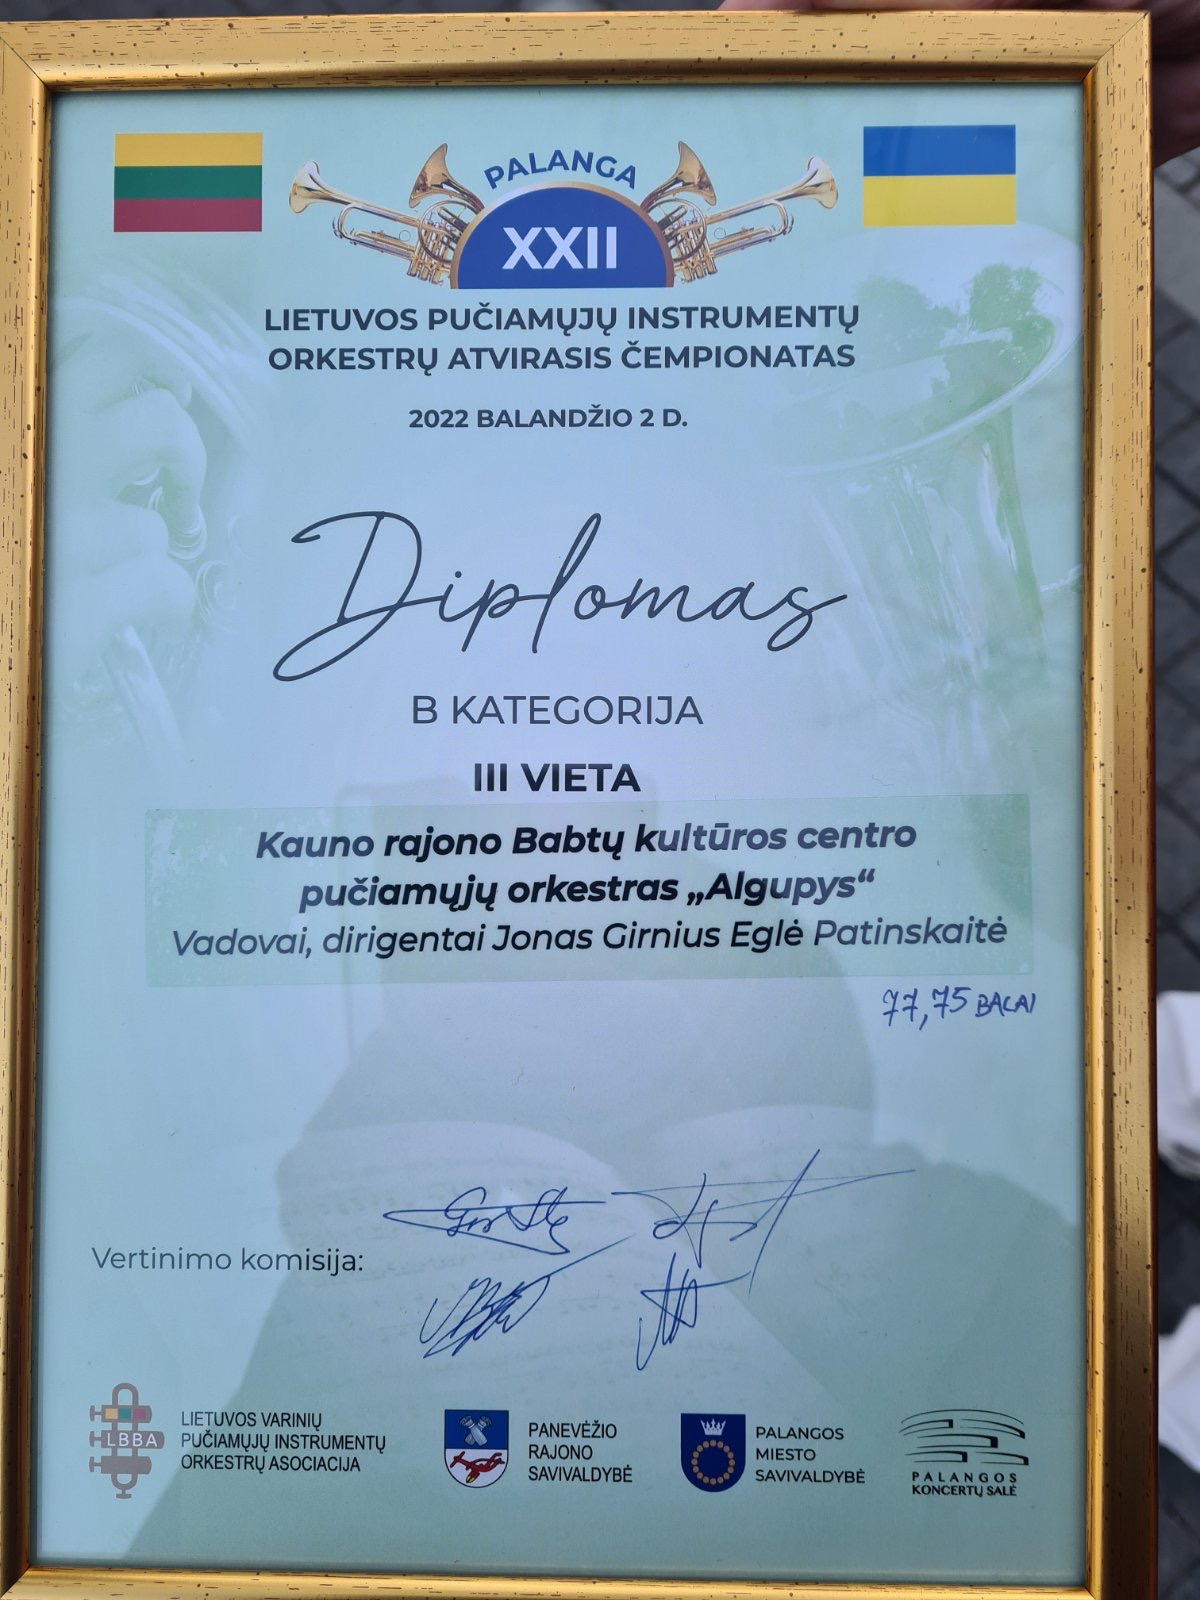 PALANGA
XXII
LIETUVOS PUČIAMŲJŲ INSTRUMENTŲ
ORKESTRŲ ATVIRASIS ČEMPIONATAS
2022 BALANDŽIO 2 D.
Diplomas
B KATEGORIJA
III VIETA
Kauno rajono Babtų kultūros centro
pučiamųjų orkestras „Algupys“
Vadovai, dirigentai Jonas Girnius Eglė Patinskaitė
77,75 BALAI
Vertinimo komisija:
LBBA
LIETUVOS VARINIŲ
PUČIAMŲJŲ INSTRUMENTŲ
ORKESTRŲ ASOCIACIJA
PANEVĖŽIO
RAJONO
SAVIVALDYBĖ
PALANGOS
MIESTO
SAVIVALDYBĖ
PALANGOS
KONCERTŲ SALĖ